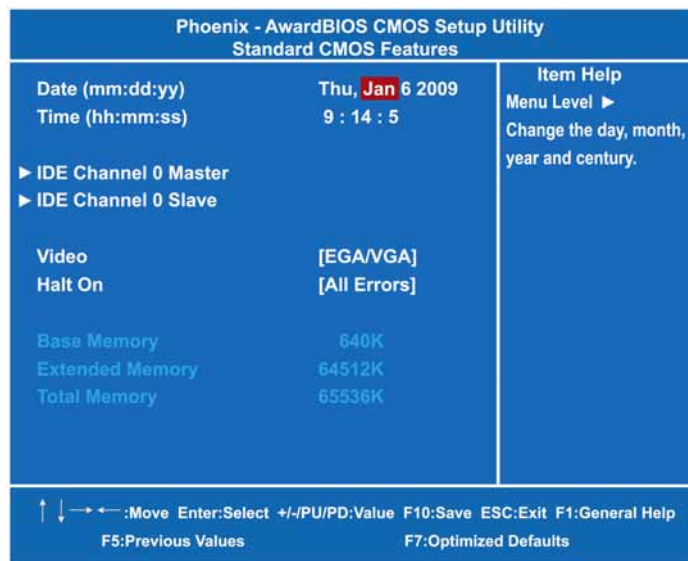 Phoenix - AwardBIOS CMOS Setup Utility
Standard CMOS Features
Date (mm:dd:yy) Thu, Jan 6 2009
Time (hh:mm:ss) 9 : 14 : 5
▶ IDE Channel 0 Master
▶ IDE Channel 0 Slave
Video [EGA/VGA]
Halt On [All Errors]
Base Memory 640K
Extended Memory 64512K
Total Memory 65536K
Item Help
Menu Level ▶
Change the day, month,
year and century.
↑ ↓ → ← :Move Enter:Select +/-/PU/PD:Value F10:Save ESC:Exit F1:General Help
F5:Previous Values F7:Optimized Defaults